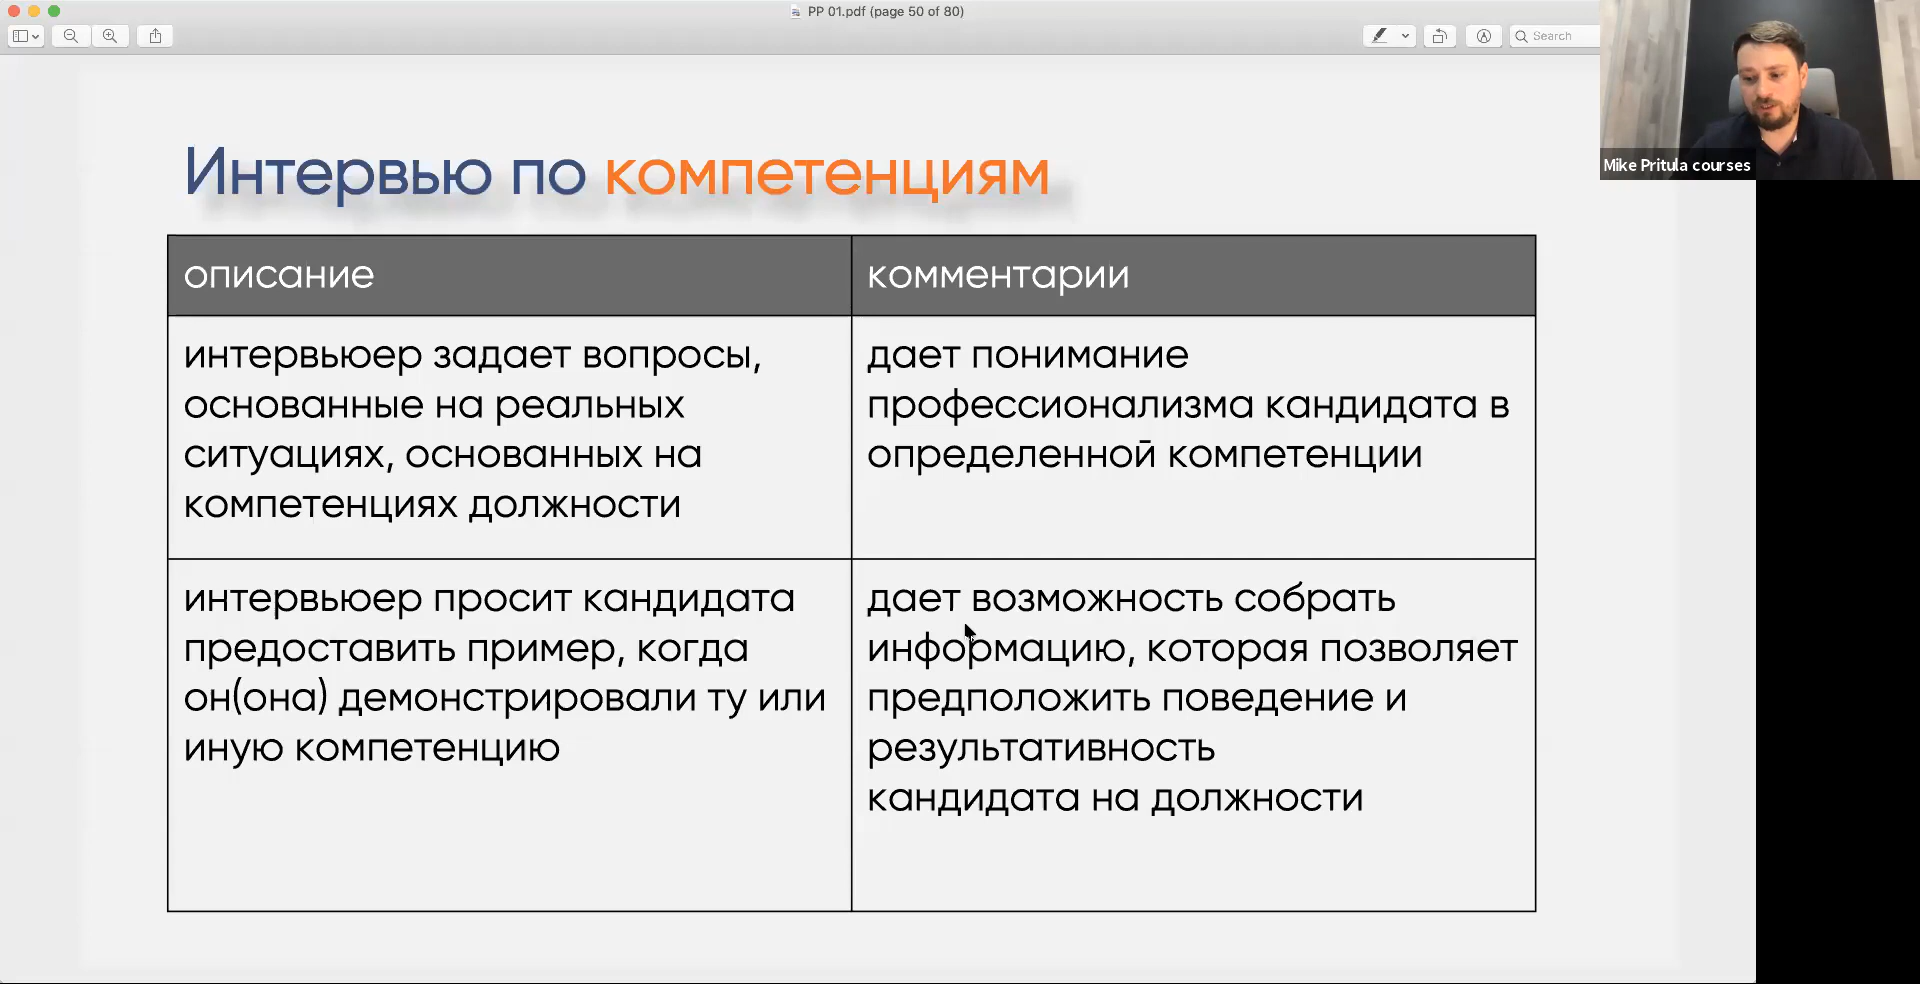 PP 01.pdf (page 50 of 80)
Search
Mike Pritula courses
Интервью по компетенциям
описание
комментарии
интервьюер задает вопросы,
основанные на реальных
ситуациях, основанных на
компетенциях должности
дает понимание
профессионализма кандидата в
определенной компетенции
интервьюер просит кандидата
предоставить пример, когда
он(она) демонстрировали ту или
иную компетенцию
дает возможность собрать
информацию, которая позволяет
предположить поведение и
результативность
кандидата на должности